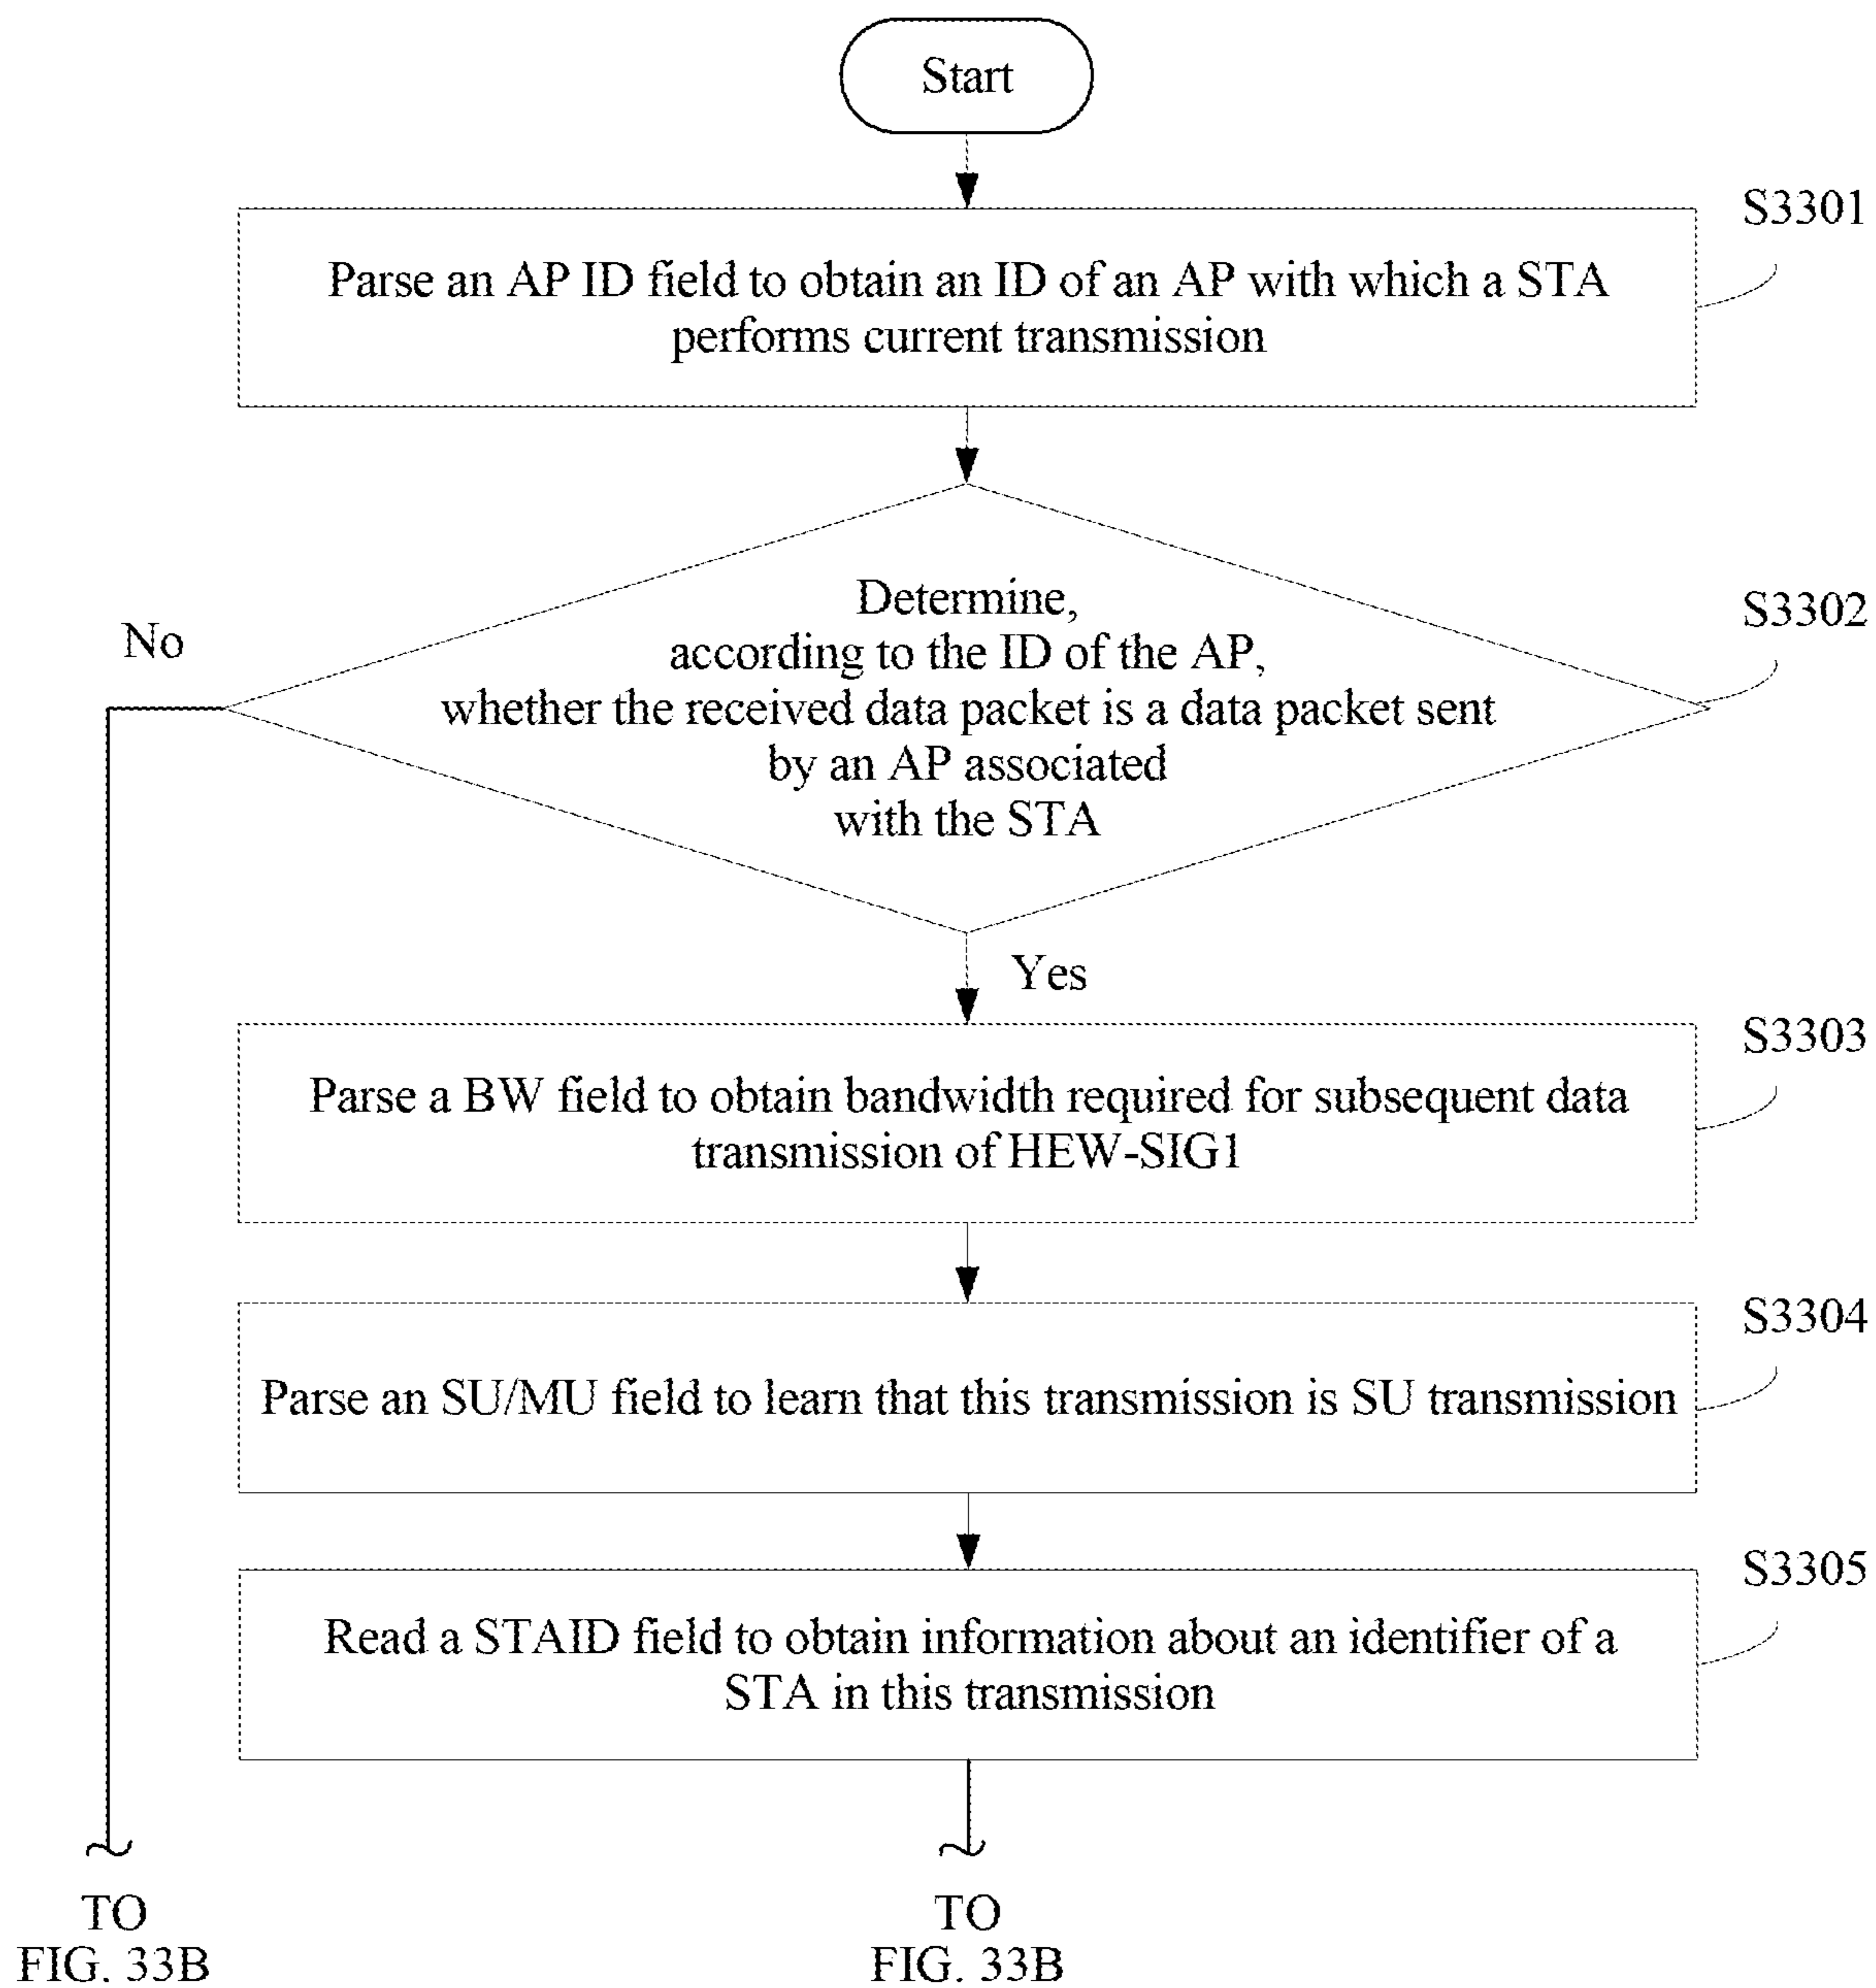 Start
S3301
Parse an AP ID field to obtain an ID of an AP with which a STA
performs current transmission
S3302
No
Determine,
according to the ID of the AP,
whether the received data packet is a data packet sent
by an AP associated
with the STA
Yes
S3303
Parse a BW field to obtain bandwidth required for subsequent data
transmission of HEW-SIG1
S3304
Parse an SU/MU field to learn that this transmission is SU transmission
S3305
Read a STAID field to obtain information about an identifier of a
STA in this transmission
TO
FIG. 33B
TO
FIG. 33B